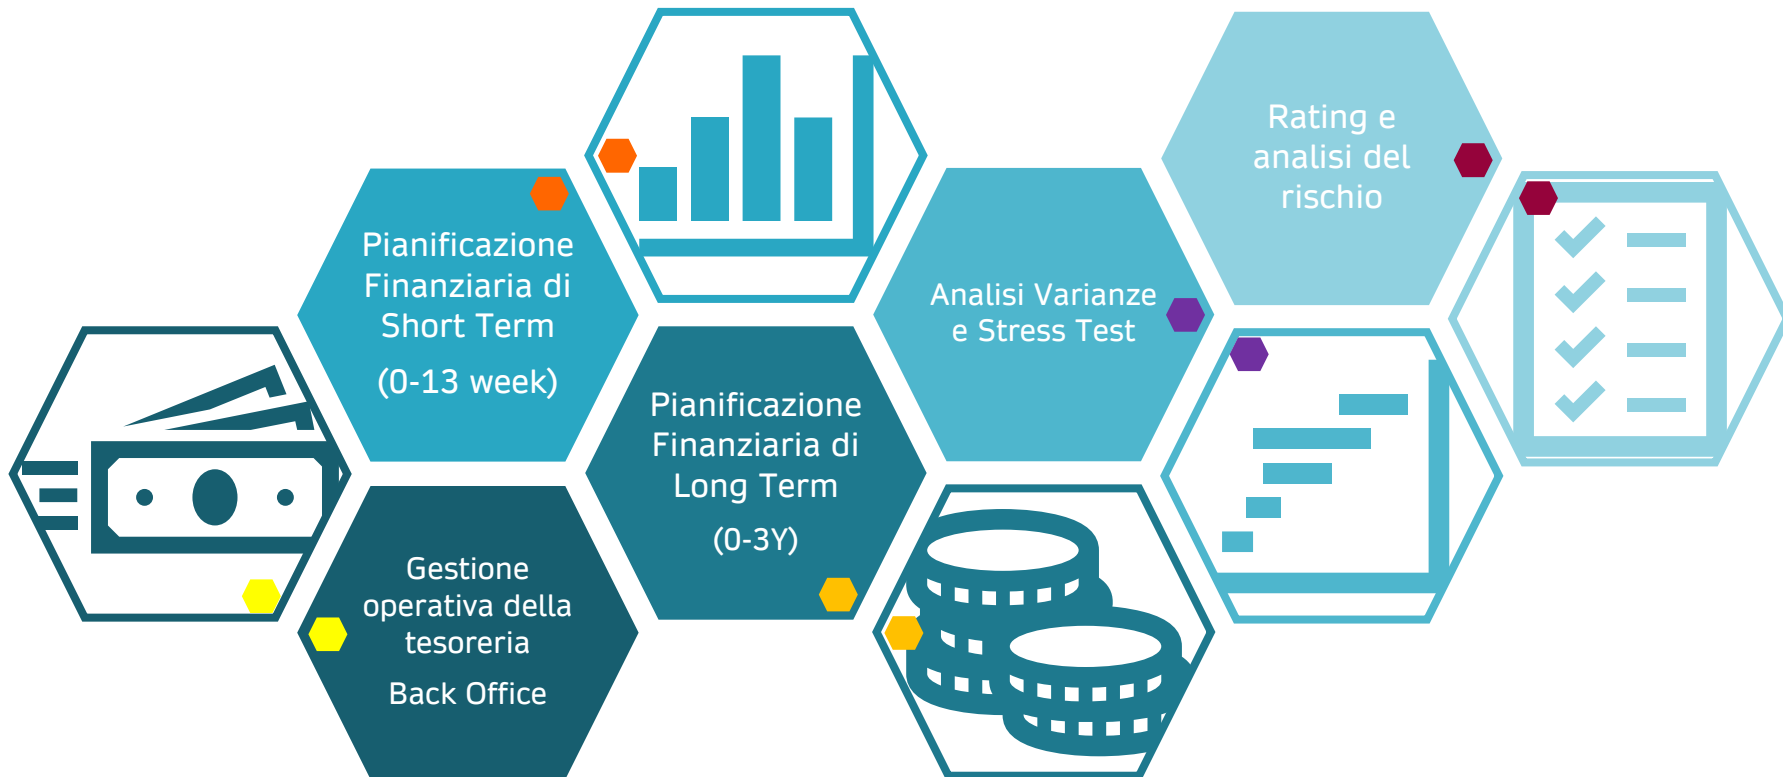 Pianificazione
Finanziaria di
Short Term
(0-13 week)
Gestione
operativa della
tesoreria
Back Office
Pianificazione
Finanziaria di
Long Term
(0-3Y)
Analisi Varianze
e Stress Test
Rating e
analisi del
rischio